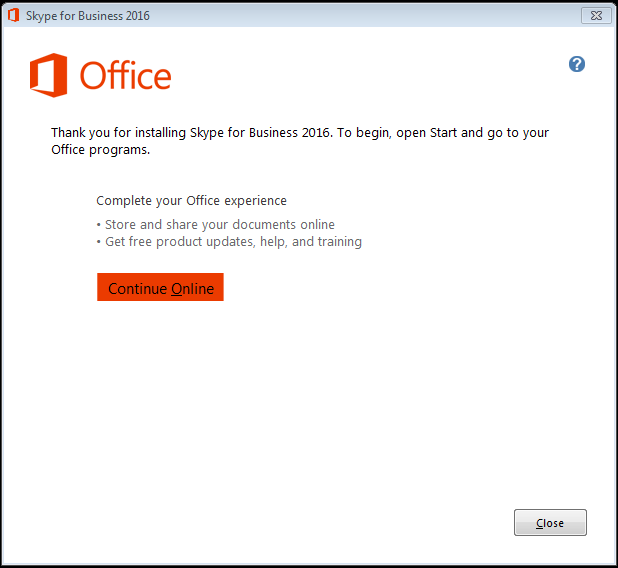 Skype for Business 2016
Office
?
Thank you for installing Skype for Business 2016. To begin, open Start and go to your
Office programs.
Complete your Office experience
• Store and share your documents online
• Get free product updates, help, and training
Continue Online
Close